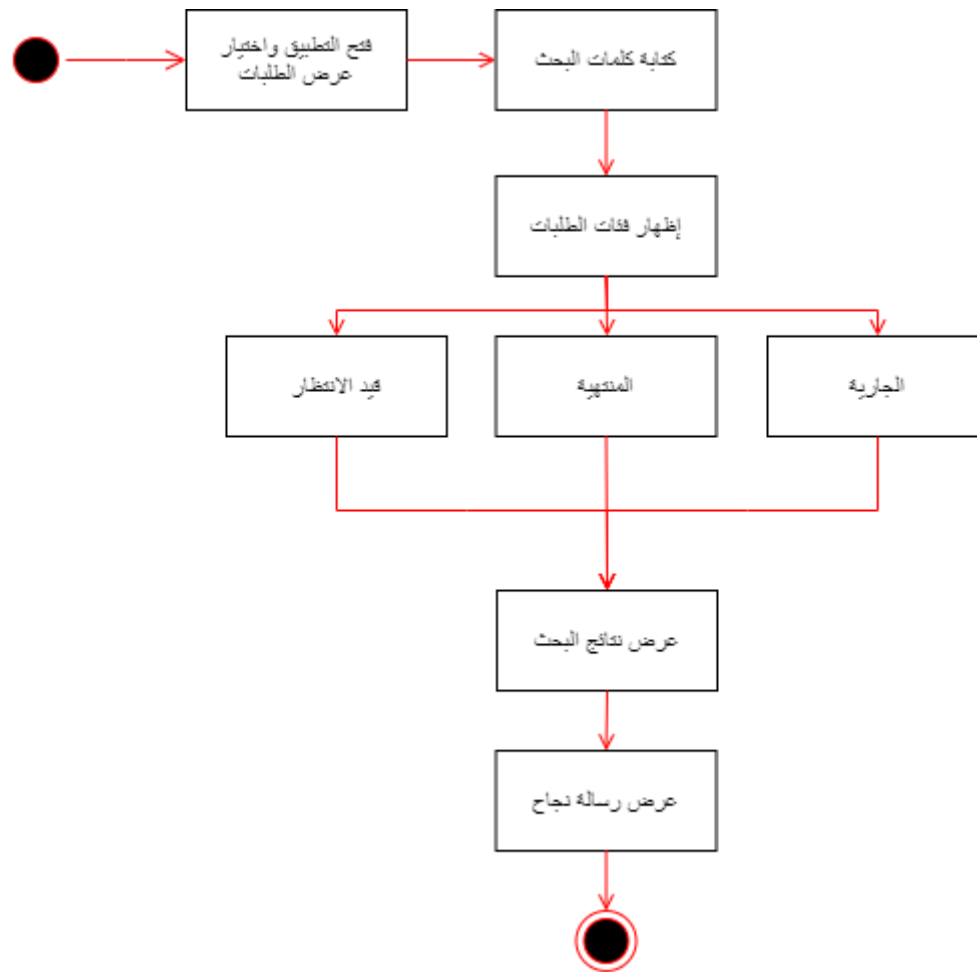 فتح التطبيق واختيار
عرض الطلبات
كتابة كلمات البحث
إظهار فئات الطلبات
الجارية
المنتهية
قيد الانتظار
عرض نتائج البحث
عرض رسالة نجاح